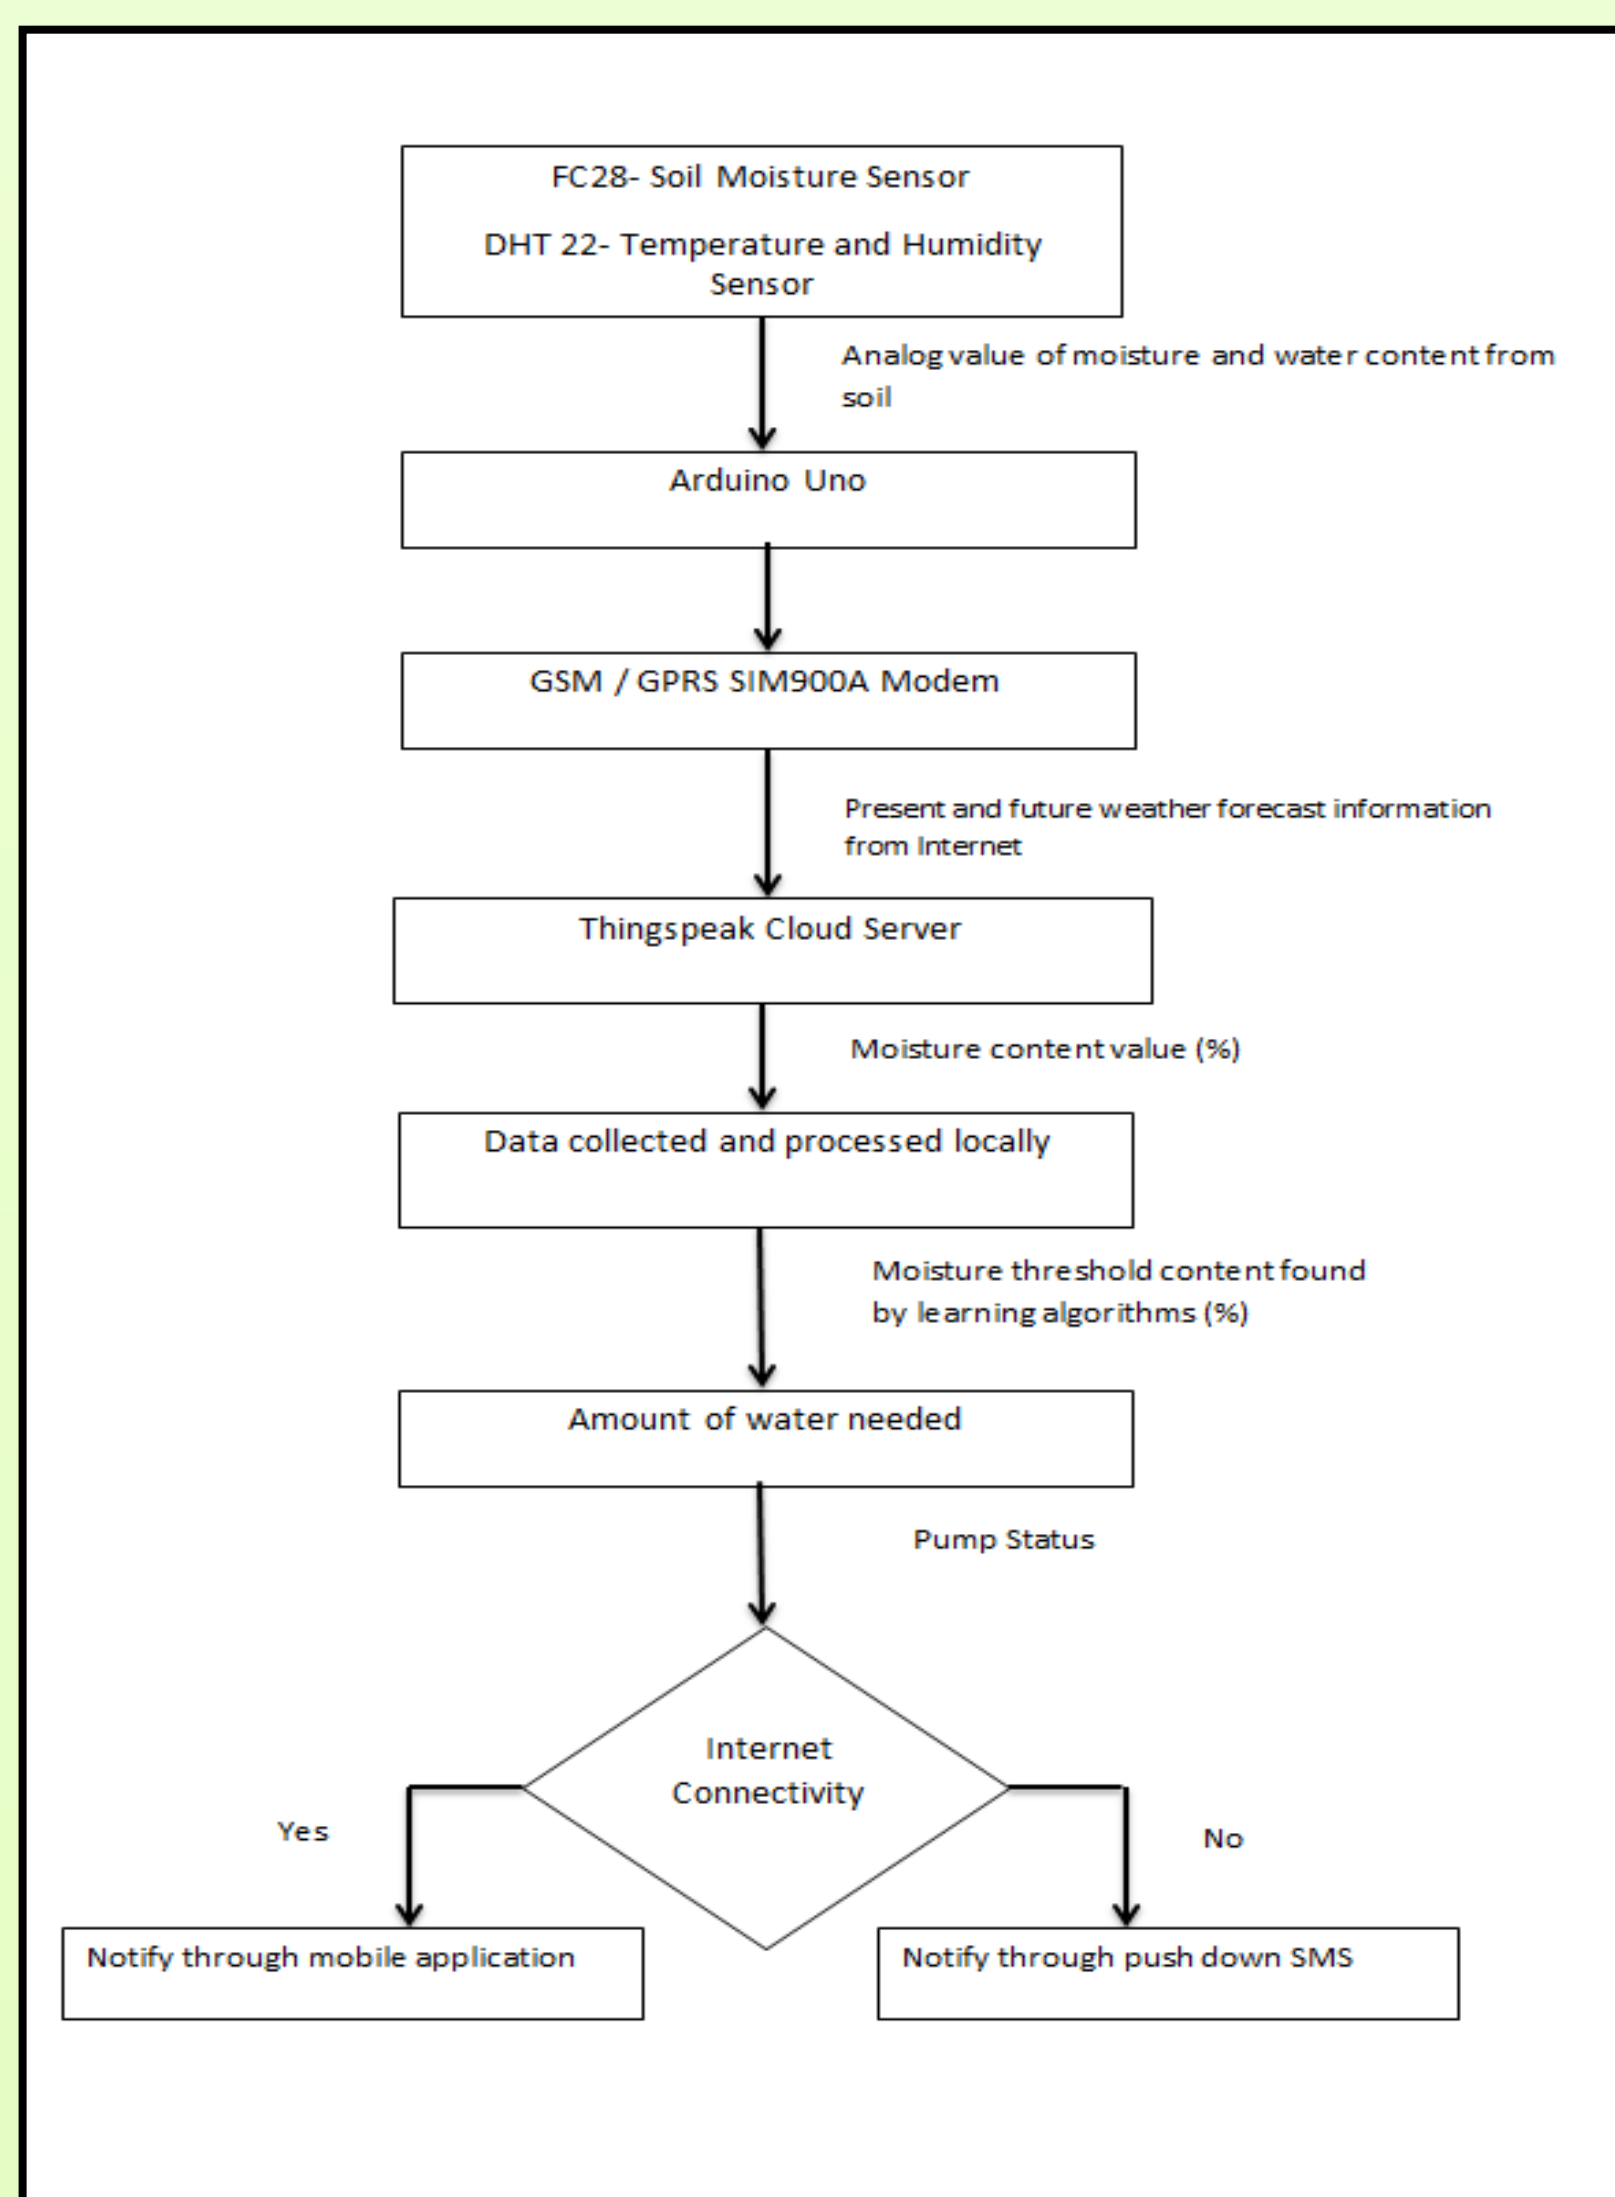 FC28- Soil Moisture Sensor
DHT 22- Temperature and Humidity
Sensor
Analog value of moisture and water content from
soil
Arduino Uno
GSM / GPRS SIM900A Modem
Present and future weather forecast information
from Internet
Thingspeak Cloud Server
Moisture content value (%)
Data collected and processed locally
Moisture threshold content found
by learning algorithms (%)
Amount of water needed
Pump Status
Internet
Connectivity
Yes
No
Notify through mobile application
Notify through push down SMS